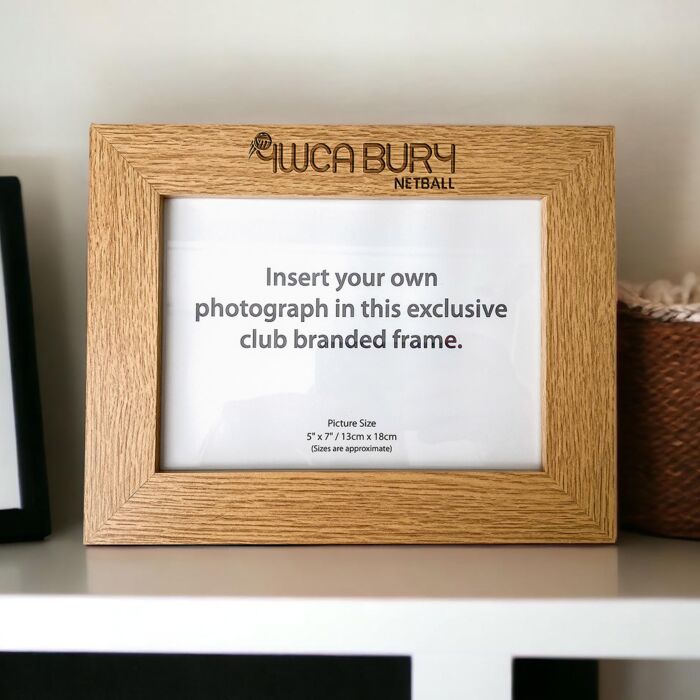 YWCA BURY
NETBALL
Insert your own
photograph in this exclusive
club branded frame.
Picture Size
5" x 7" / 13cm x 18cm
(Sizes are approximate)